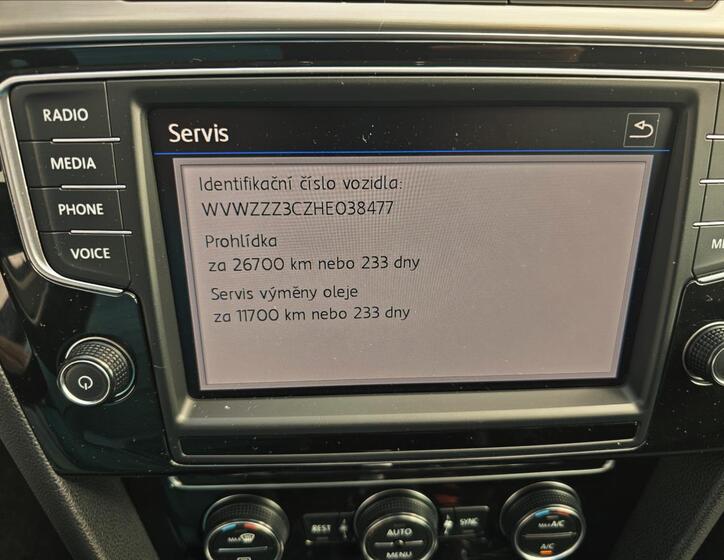 Servis
RADIO
MEDIA
PHONE
VOICE
Identifikační číslo vozidla:
WVWZZZ3CZHE038477
Prohlídka
za 26700 km nebo 233 dny
Servis výměny oleje
za 11700 km nebo 233 dny
REST
AUTO
MENU
SYNC
MAX A/C
A/C